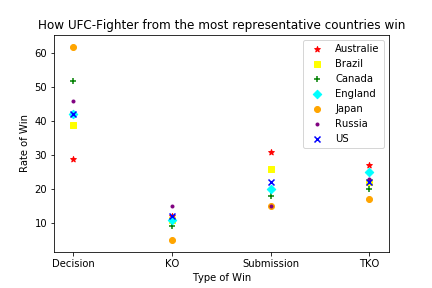 How UFC-Fighter from the most representative countries win
Australie
Brazil
Canada
England
Japan
Russia
US
Rate of Win
60
50
40
30
20
10
Decision
KO
Submission
TKO
Type of Win